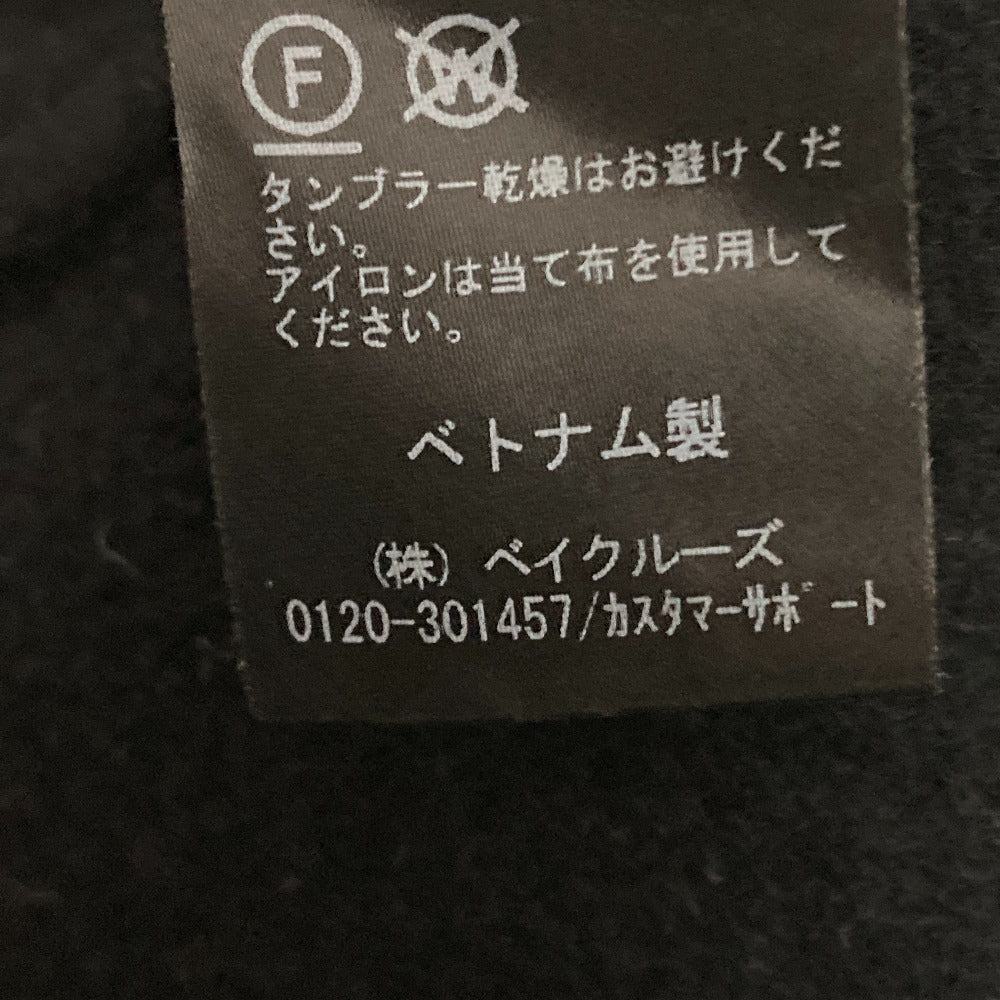 F W
タンブラー乾燥はお避けくだ
さい。
アイロンは当て布を使用して
ください。
ベトナム製
(株) ベイクルーズ
0120-301457/ｶｽﾀﾏｰｻﾎﾟｰﾄ